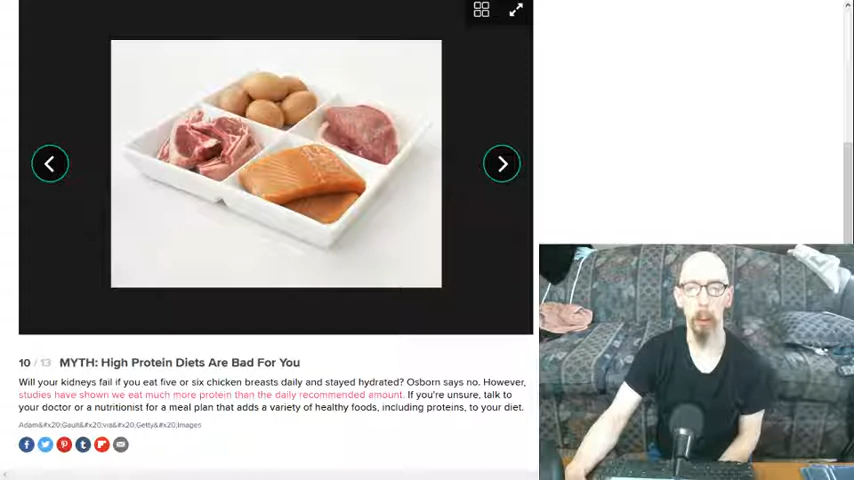 10 / 13 MYTH: High Protein Diets Are Bad For You
Will your kidneys fail if you eat five or six chicken breasts daily and stayed hydrated? Osborn says no. However,
studies have shown we eat much more protein than the daily recommended amount. If you're unsure, talk to
your doctor or a nutritionist for a meal plan that adds a variety of healthy foods, including proteins, to your diet.
Adam&#x20;Gault&#x20;via&#x20;Getty&#x20;Images